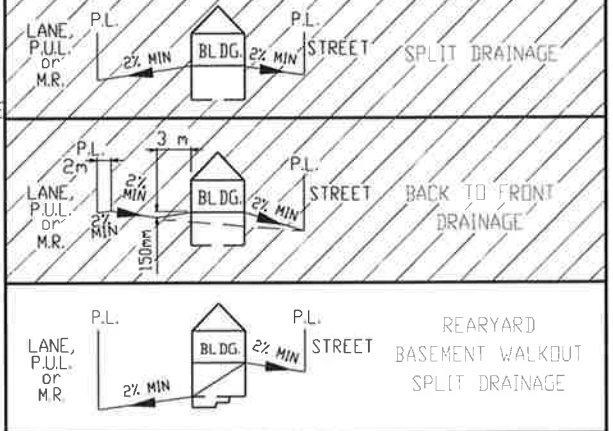 P.L.
P.L.
LANE,
P.U.L.
or
M.R.
2% MIN
BLDG.
2% MIN
STREET
SPLIT DRAINAGE
P.L.
2m
3 m
P.L.
LANE,
P.U.L.
or
M.R.
2% MIN
2% MIN
150mm
BLDG.
2% MIN
STREET
BACK TO FRONT
DRAINAGE
P.L.
P.L.
LANE,
P.U.L.
or
M.R.
2% MIN
BLDG.
2% MIN
STREET
REARYARD
BASEMENT WALKOUT
SPLIT DRAINAGE